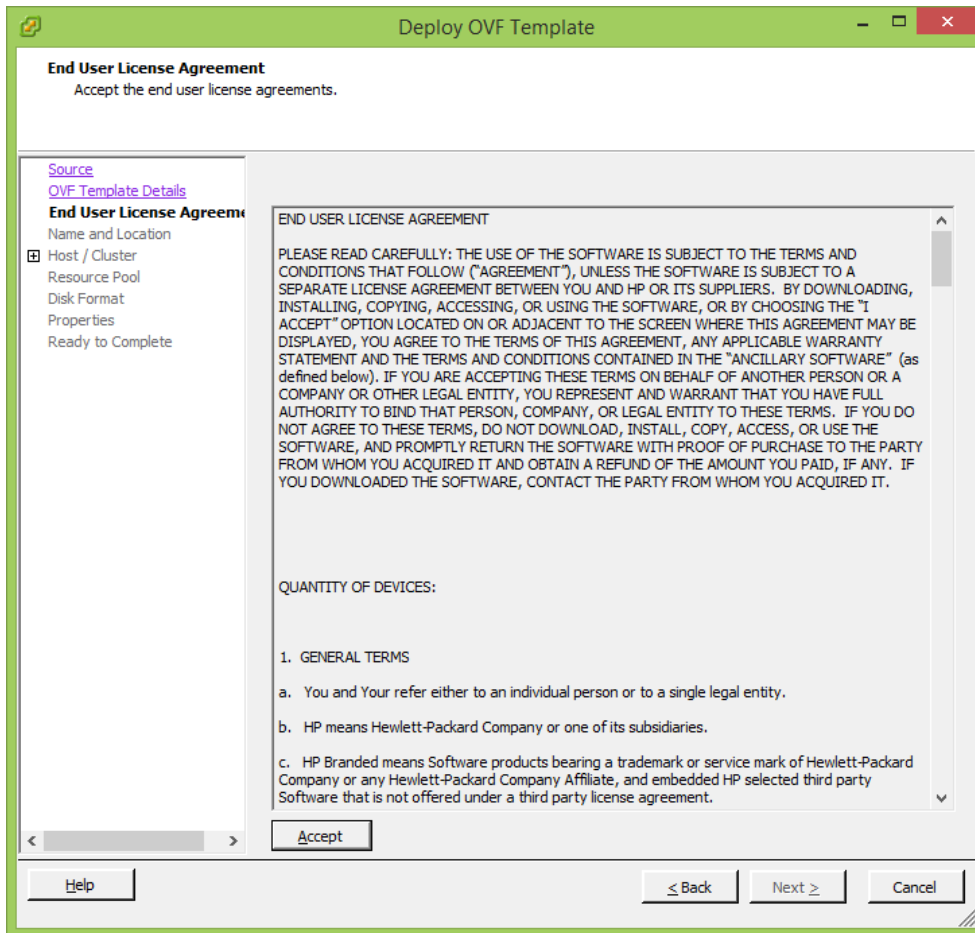 Deploy OVF Template
End User License Agreement
Accept the end user license agreements.
Source
OVF Template Details
End User License Agreeme
Name and Location
Host / Cluster
Resource Pool
Disk Format
Properties
Ready to Complete
END USER LICENSE AGREEMENT
PLEASE READ CAREFULLY: THE USE OF THE SOFTWARE IS SUBJECT TO THE TERMS AND
CONDITIONS THAT FOLLOW ("AGREEMENT"), UNLESS THE SOFTWARE IS SUBJECT TO A
SEPARATE LICENSE AGREEMENT BETWEEN YOU AND HP OR ITS SUPPLIERS.  BY DOWNLOADING,
INSTALLING, COPYING, ACCESSING, OR USING THE SOFTWARE, OR BY CHOOSING THE "I
ACCEPT" OPTION LOCATED ON OR ADJACENT TO THE SCREEN WHERE THIS AGREEMENT MAY BE
DISPLAYED, YOU AGREE TO THE TERMS OF THIS AGREEMENT, ANY APPLICABLE WARRANTY
STATEMENT AND THE TERMS AND CONDITIONS CONTAINED IN THE "ANCILLARY SOFTWARE"  (as
defined below). IF YOU ARE ACCEPTING THESE TERMS ON BEHALF OF ANOTHER PERSON OR A
COMPANY OR OTHER LEGAL ENTITY, YOU REPRESENT AND WARRANT THAT YOU HAVE FULL
AUTHORITY TO BIND THAT PERSON, COMPANY, OR LEGAL ENTITY TO THESE TERMS.  IF YOU DO
NOT AGREE TO THESE TERMS, DO NOT DOWNLOAD, INSTALL, COPY, ACCESS, OR USE THE
SOFTWARE, AND PROMPTLY RETURN THE SOFTWARE WITH PROOF OF PURCHASE TO THE PARTY
FROM WHOM YOU ACQUIRED IT AND OBTAIN A REFUND OF THE AMOUNT YOU PAID, IF ANY.  IF
YOU DOWNLOADED THE SOFTWARE, CONTACT THE PARTY FROM WHOM YOU ACQUIRED IT.
QUANTITY OF DEVICES:
1.  GENERAL TERMS
a.   You and Your refer either to an individual person or to a single legal entity.
b.   HP means Hewlett-Packard Company or one of its subsidiaries.
c.   HP Branded means Software products bearing a trademark or service mark of Hewlett-Packard
Company or any Hewlett-Packard Company Affiliate, and embedded HP selected third party
Software that is not offered under a third party license agreement.
Accept
Help
< Back
Next >
Cancel